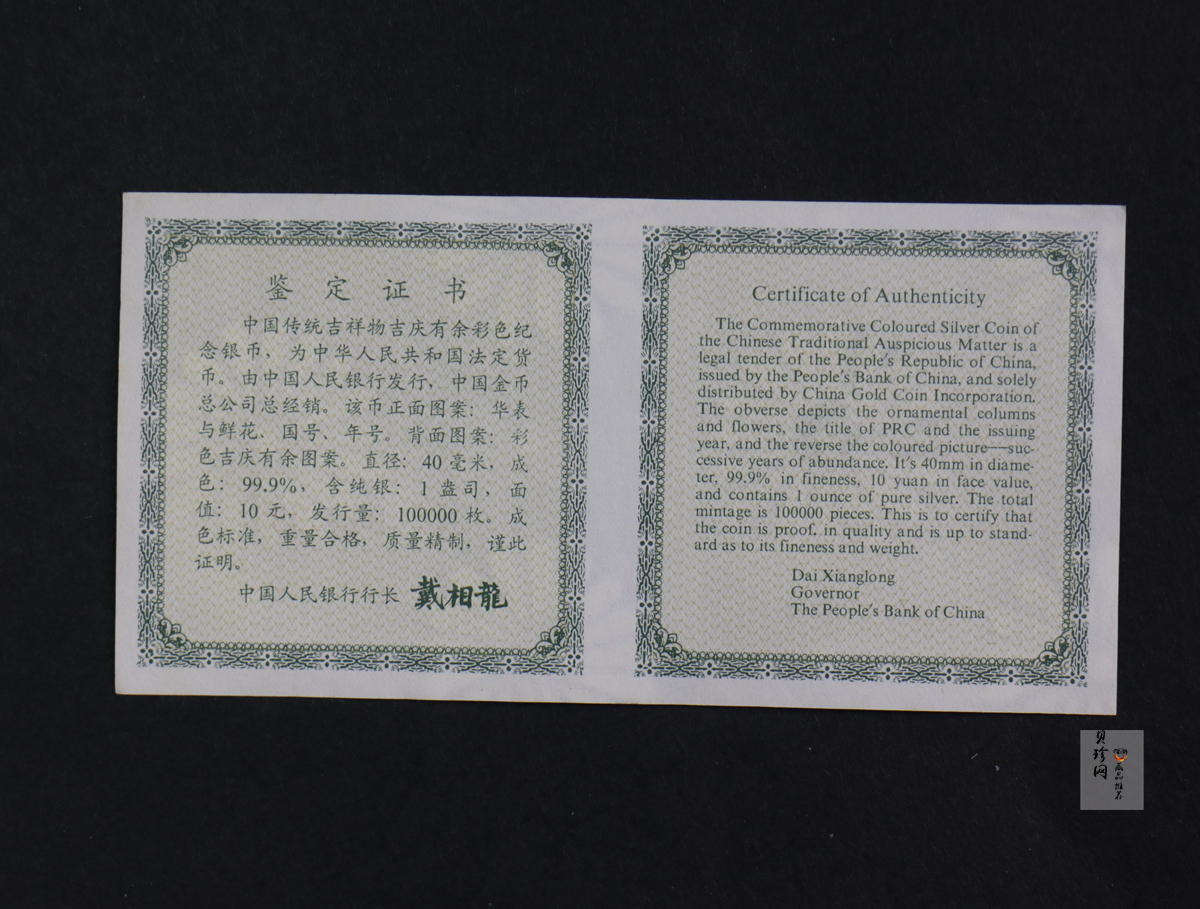 鉴定证书
中国传统吉祥物吉庆有余彩色纪
念银币，为中华人民共和国法定货
币。由中国人民银行发行，中国金币
总公司总经销。该币正面图案：华表
与鲜花、国号、年号。背面图案：彩
色吉庆有余图案。直径：40毫米，成
色：99.9%，含纯银：1盎司，面
值：10元，发行量：100000枚。成
色标准，重量合格，质量精制，谨此
证明。
中国人民银行行长 戴相龍
Certificate of Authenticity
The Commemorative Coloured Silver Coin of
the Chinese Traditional Auspicious Matter is a
legal tender of the People's Republic of China,
issued by the People's Bank of China, and solely
distributed by China Gold Coin Incorporation.
The obverse depicts the ornamental columns
and flowers, the title of PRC and the issuing
year, and the reverse the coloured picture—suc-
cessive years of abundance. It's 40mm in diame-
ter, 99.9% in fineness, 10 yuan in face value,
and contains 1 ounce of pure silver. The total
mintage is 100000 pieces. This is to certify that
the coin is proof. in quality and is up to stand-
ard as to its fineness and weight.
Dai Xianglong
Governor
The People's Bank of China
贝珍网
藏品推荐